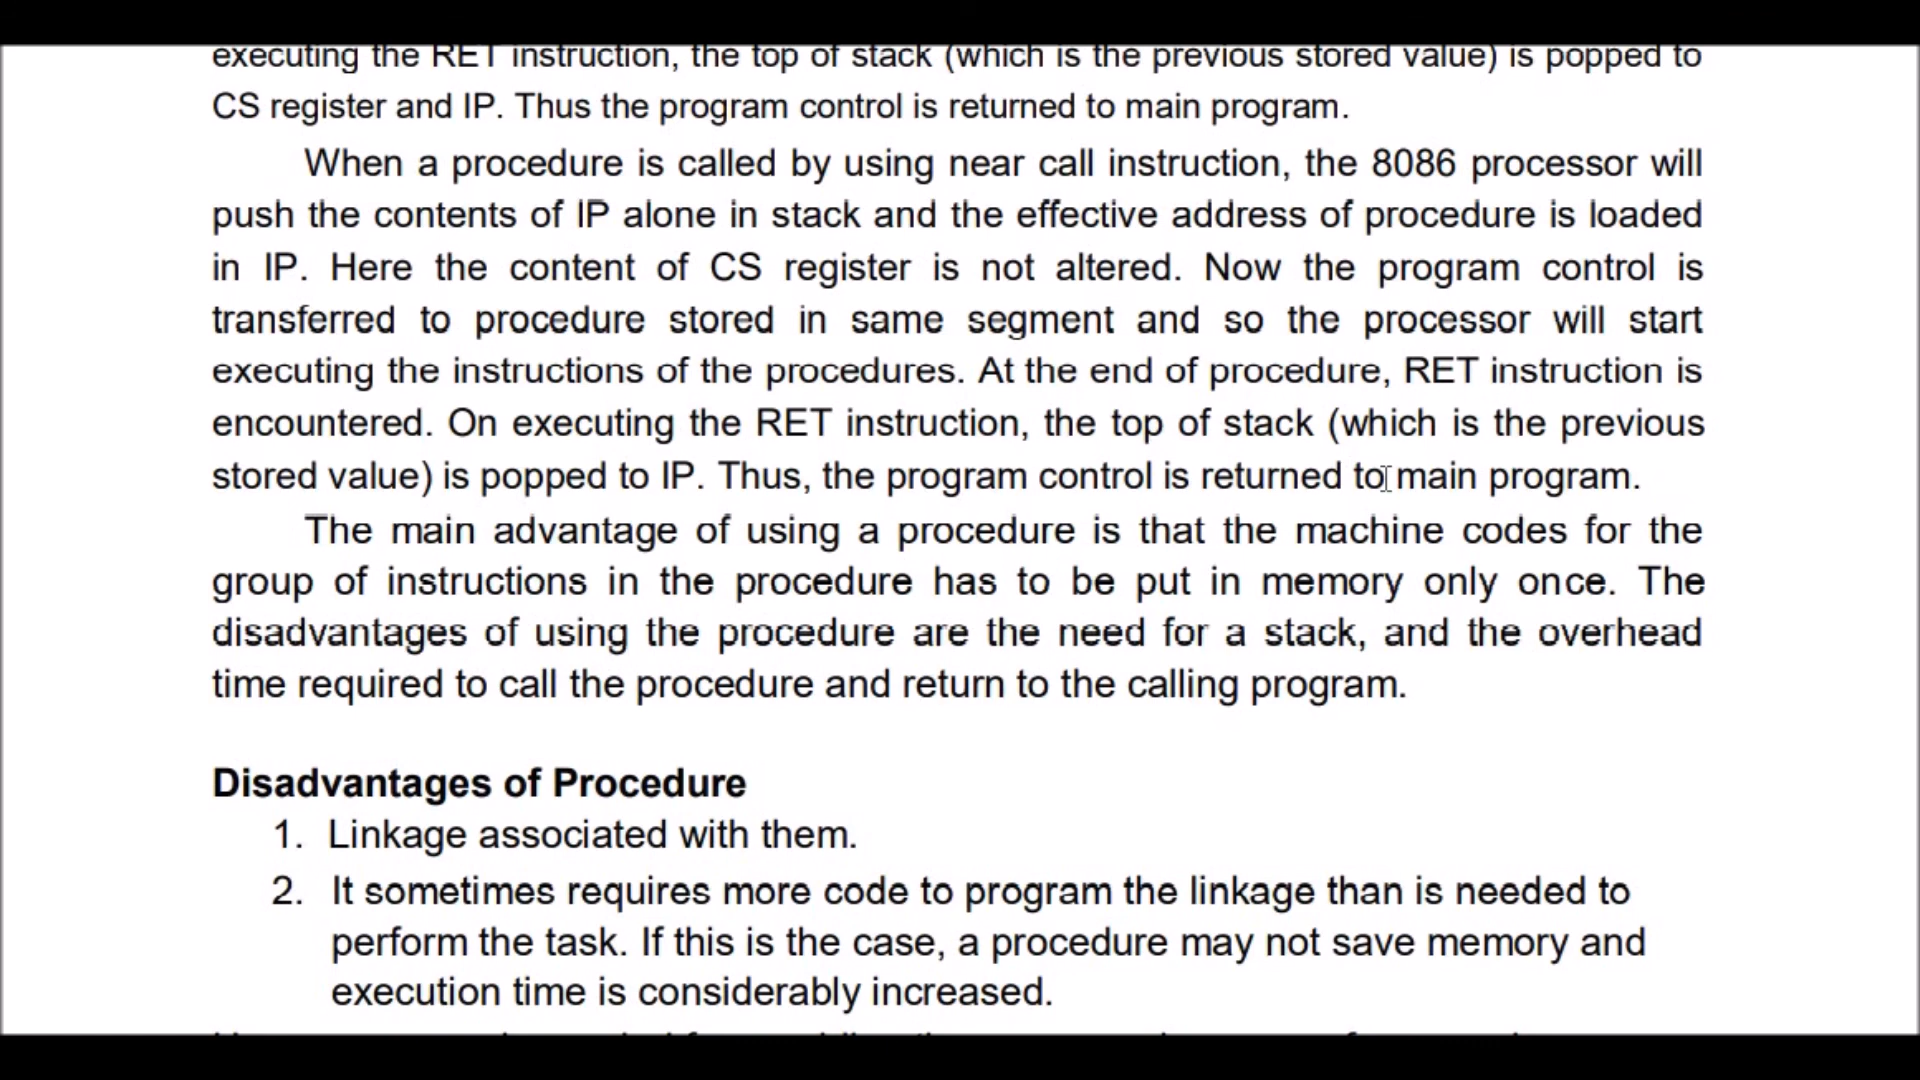 executing the RET instruction, the top of stack (which is the previous stored value) is popped to
CS register and IP. Thus the program control is returned to main program.
When a procedure is called by using near call instruction, the 8086 processor will
push the contents of IP alone in stack and the effective address of procedure is loaded
in IP. Here the content of CS register is not altered. Now the program control is
transferred to procedure stored in same segment and so the processor will start
executing the instructions of the procedures. At the end of procedure, RET instruction is
encountered. On executing the RET instruction, the top of stack (which is the previous
stored value) is popped to IP. Thus, the program control is returned to main program.
The main advantage of using a procedure is that the machine codes for the
group of instructions in the procedure has to be put in memory only once. The
disadvantages of using the procedure are the need for a stack, and the overhead
time required to call the procedure and return to the calling program.
Disadvantages of Procedure
1. Linkage associated with them.
2. It sometimes requires more code to program the linkage than is needed to
perform the task. If this is the case, a procedure may not save memory and
execution time is considerably increased.